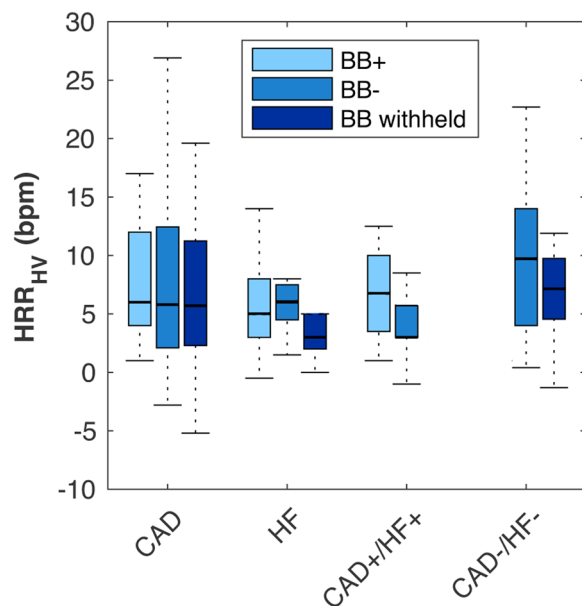 30
25
20
15
10
5
0
-5
-10
HRR_HV (bpm)
BB+
BB-
BB withheld
CAD
HF
CAD+/HF+
CAD-/HF-